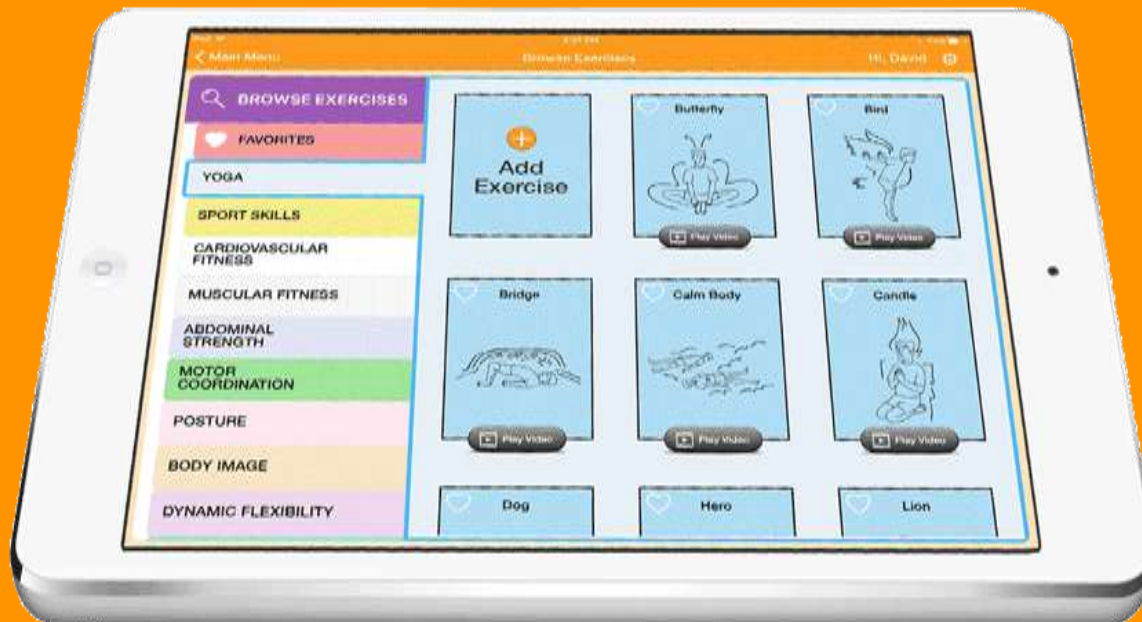 Main Menu
Browse Exercises
Hi, David
BROWSE EXERCISES
FAVORITES
YOGA
SPORT SKILLS
CARDIOVASCULAR
FITNESS
MUSCULAR FITNESS
ABDOMINAL
STRENGTH
MOTOR
COORDINATION
POSTURE
BODY IMAGE
DYNAMIC FLEXIBILITY
Add
Exercise
Butterfly
Play Video
Bird
Play Video
Bridge
Play Video
Calm Body
Play Video
Candle
Play Video
Dog
Hero
Lion